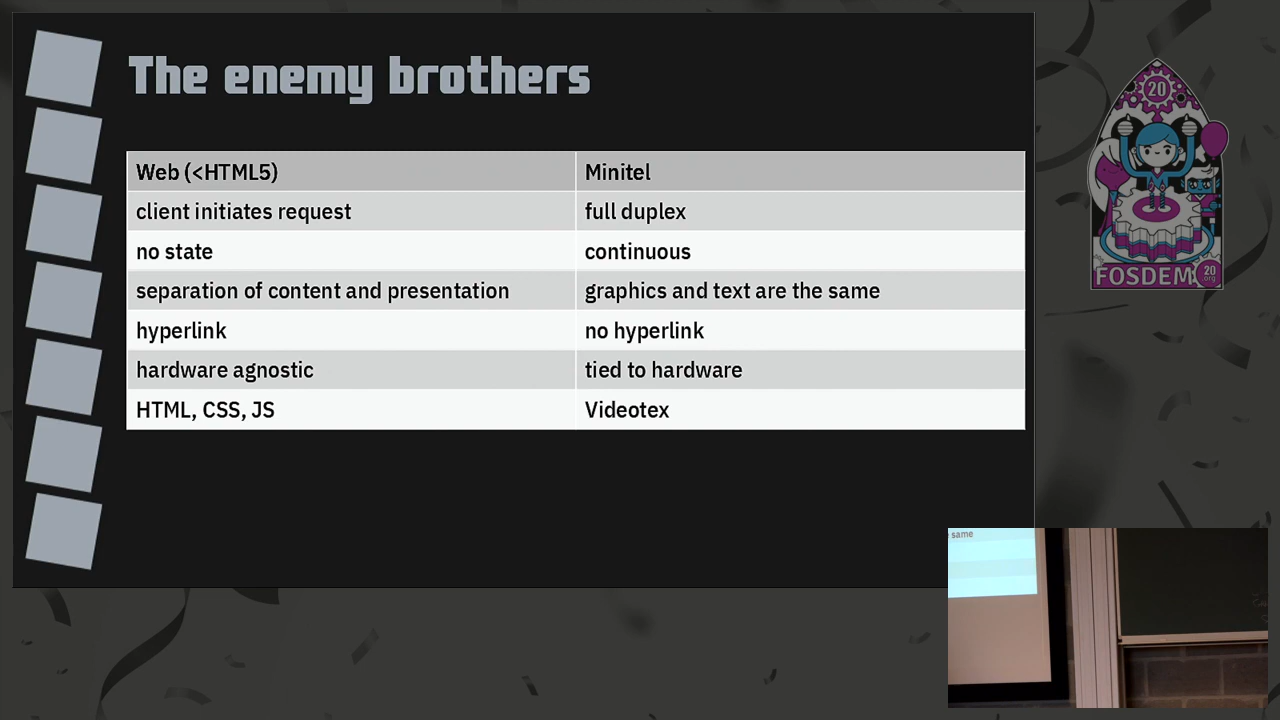 The enemy brothers
Web (<HTML5) Minitel
client initiates request full duplex
no state continuous
separation of content and presentation graphics and text are the same
hyperlink no hyperlink
hardware agnostic tied to hardware
HTML, CSS, JS Videotex
20
FOSDEM
20
org
same